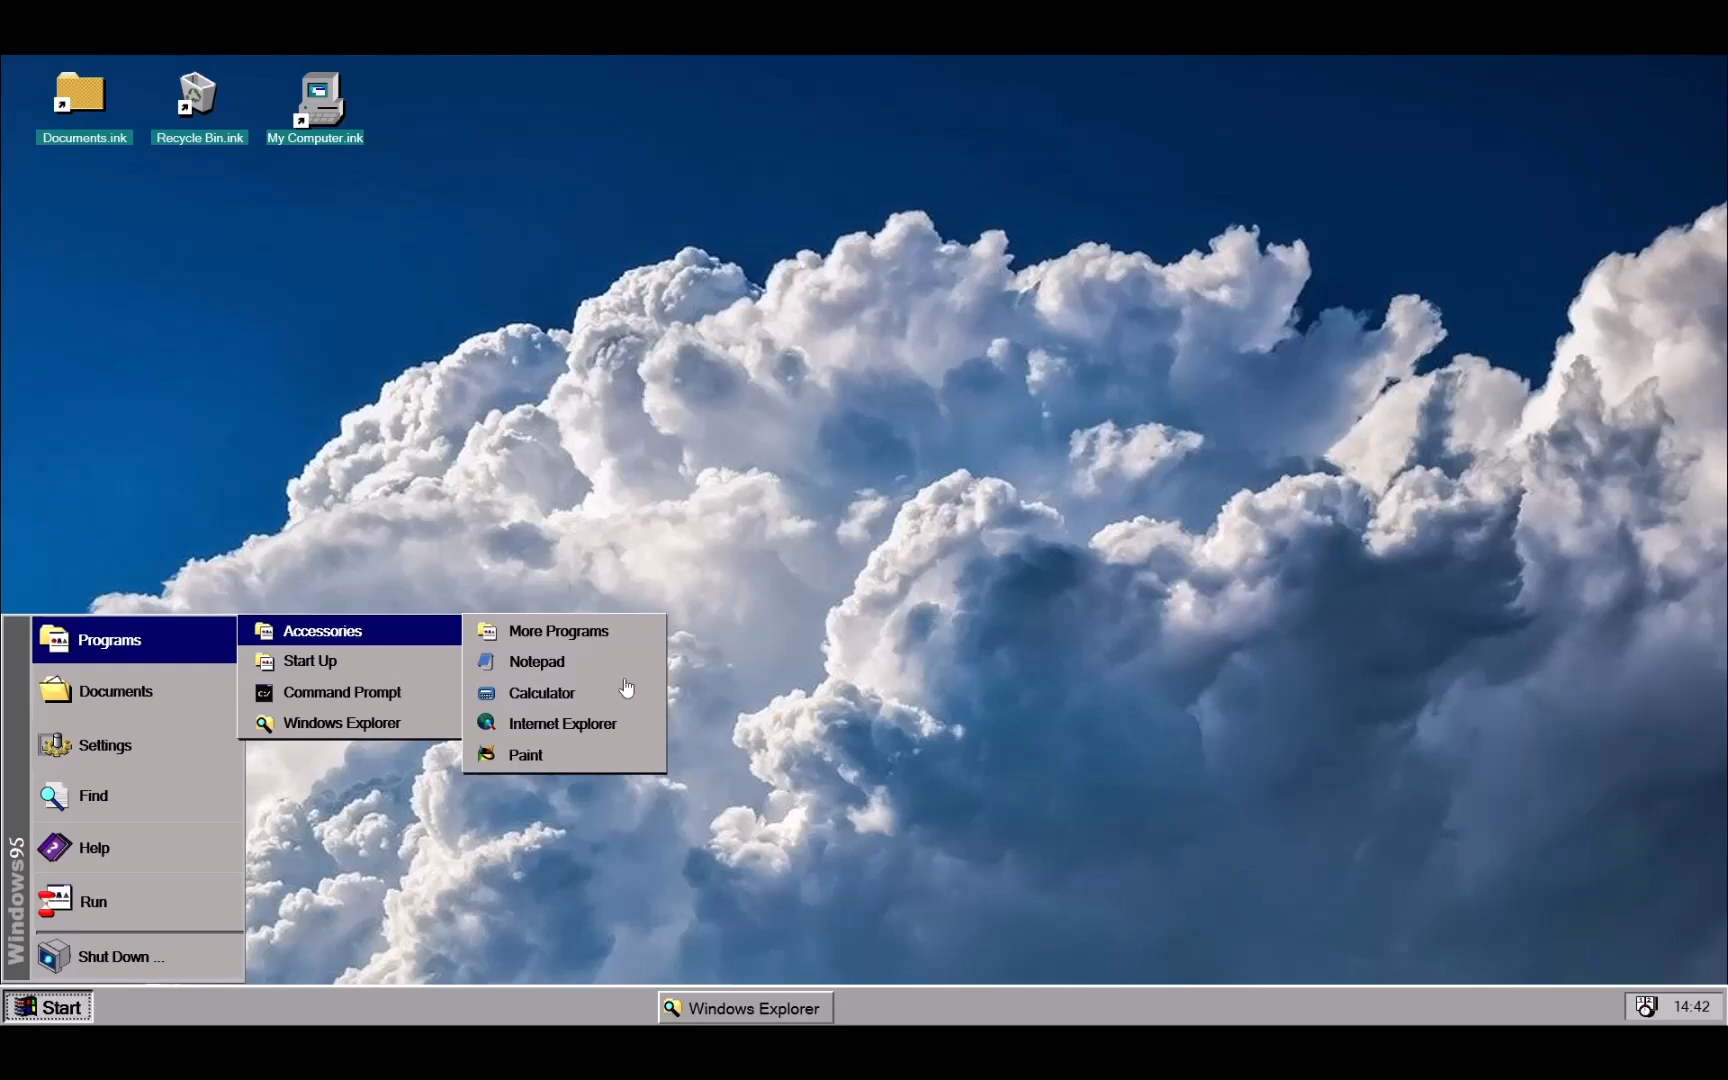 Documents.ink
Recycle Bin.ink
My Computer.ink
Programs
Documents
Settings
Find
Help
Run
Shut Down ...
Windows95
Accessories
Start Up
Command Prompt
Windows Explorer
More Programs
Notepad
Calculator
Internet Explorer
Paint
Start
Windows Explorer
14:42